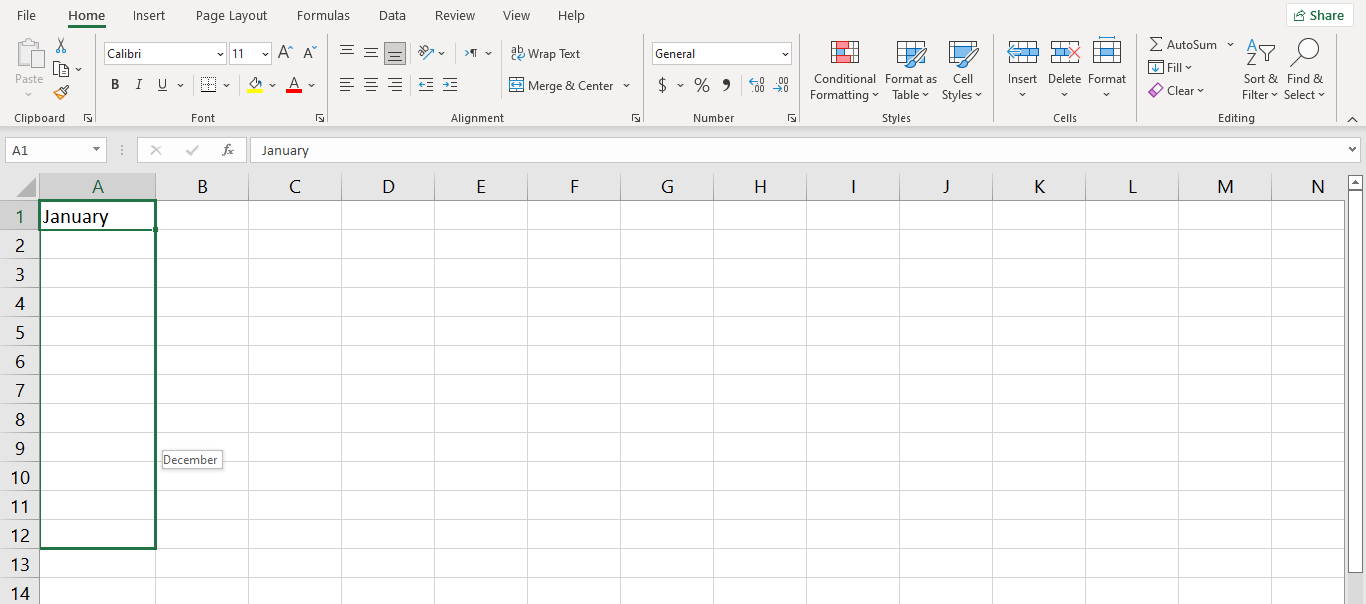 File Home Insert Page Layout Formulas Data Review View Help Share
Calibri 11 A A ab Wrap Text General AutoSum
Paste
B I U A Merge & Center $ % , .00 .00
Conditional Formatting Format as Table Cell Styles Insert Delete Format Fill Clear Sort & Filter Find & Select
Clipboard Font Alignment Number Styles Cells Editing
A1 fx January
A B C D E F G H I J K L M N
1 January
2
3
4
5
6
7
8
9
December
10
11
12
13
14